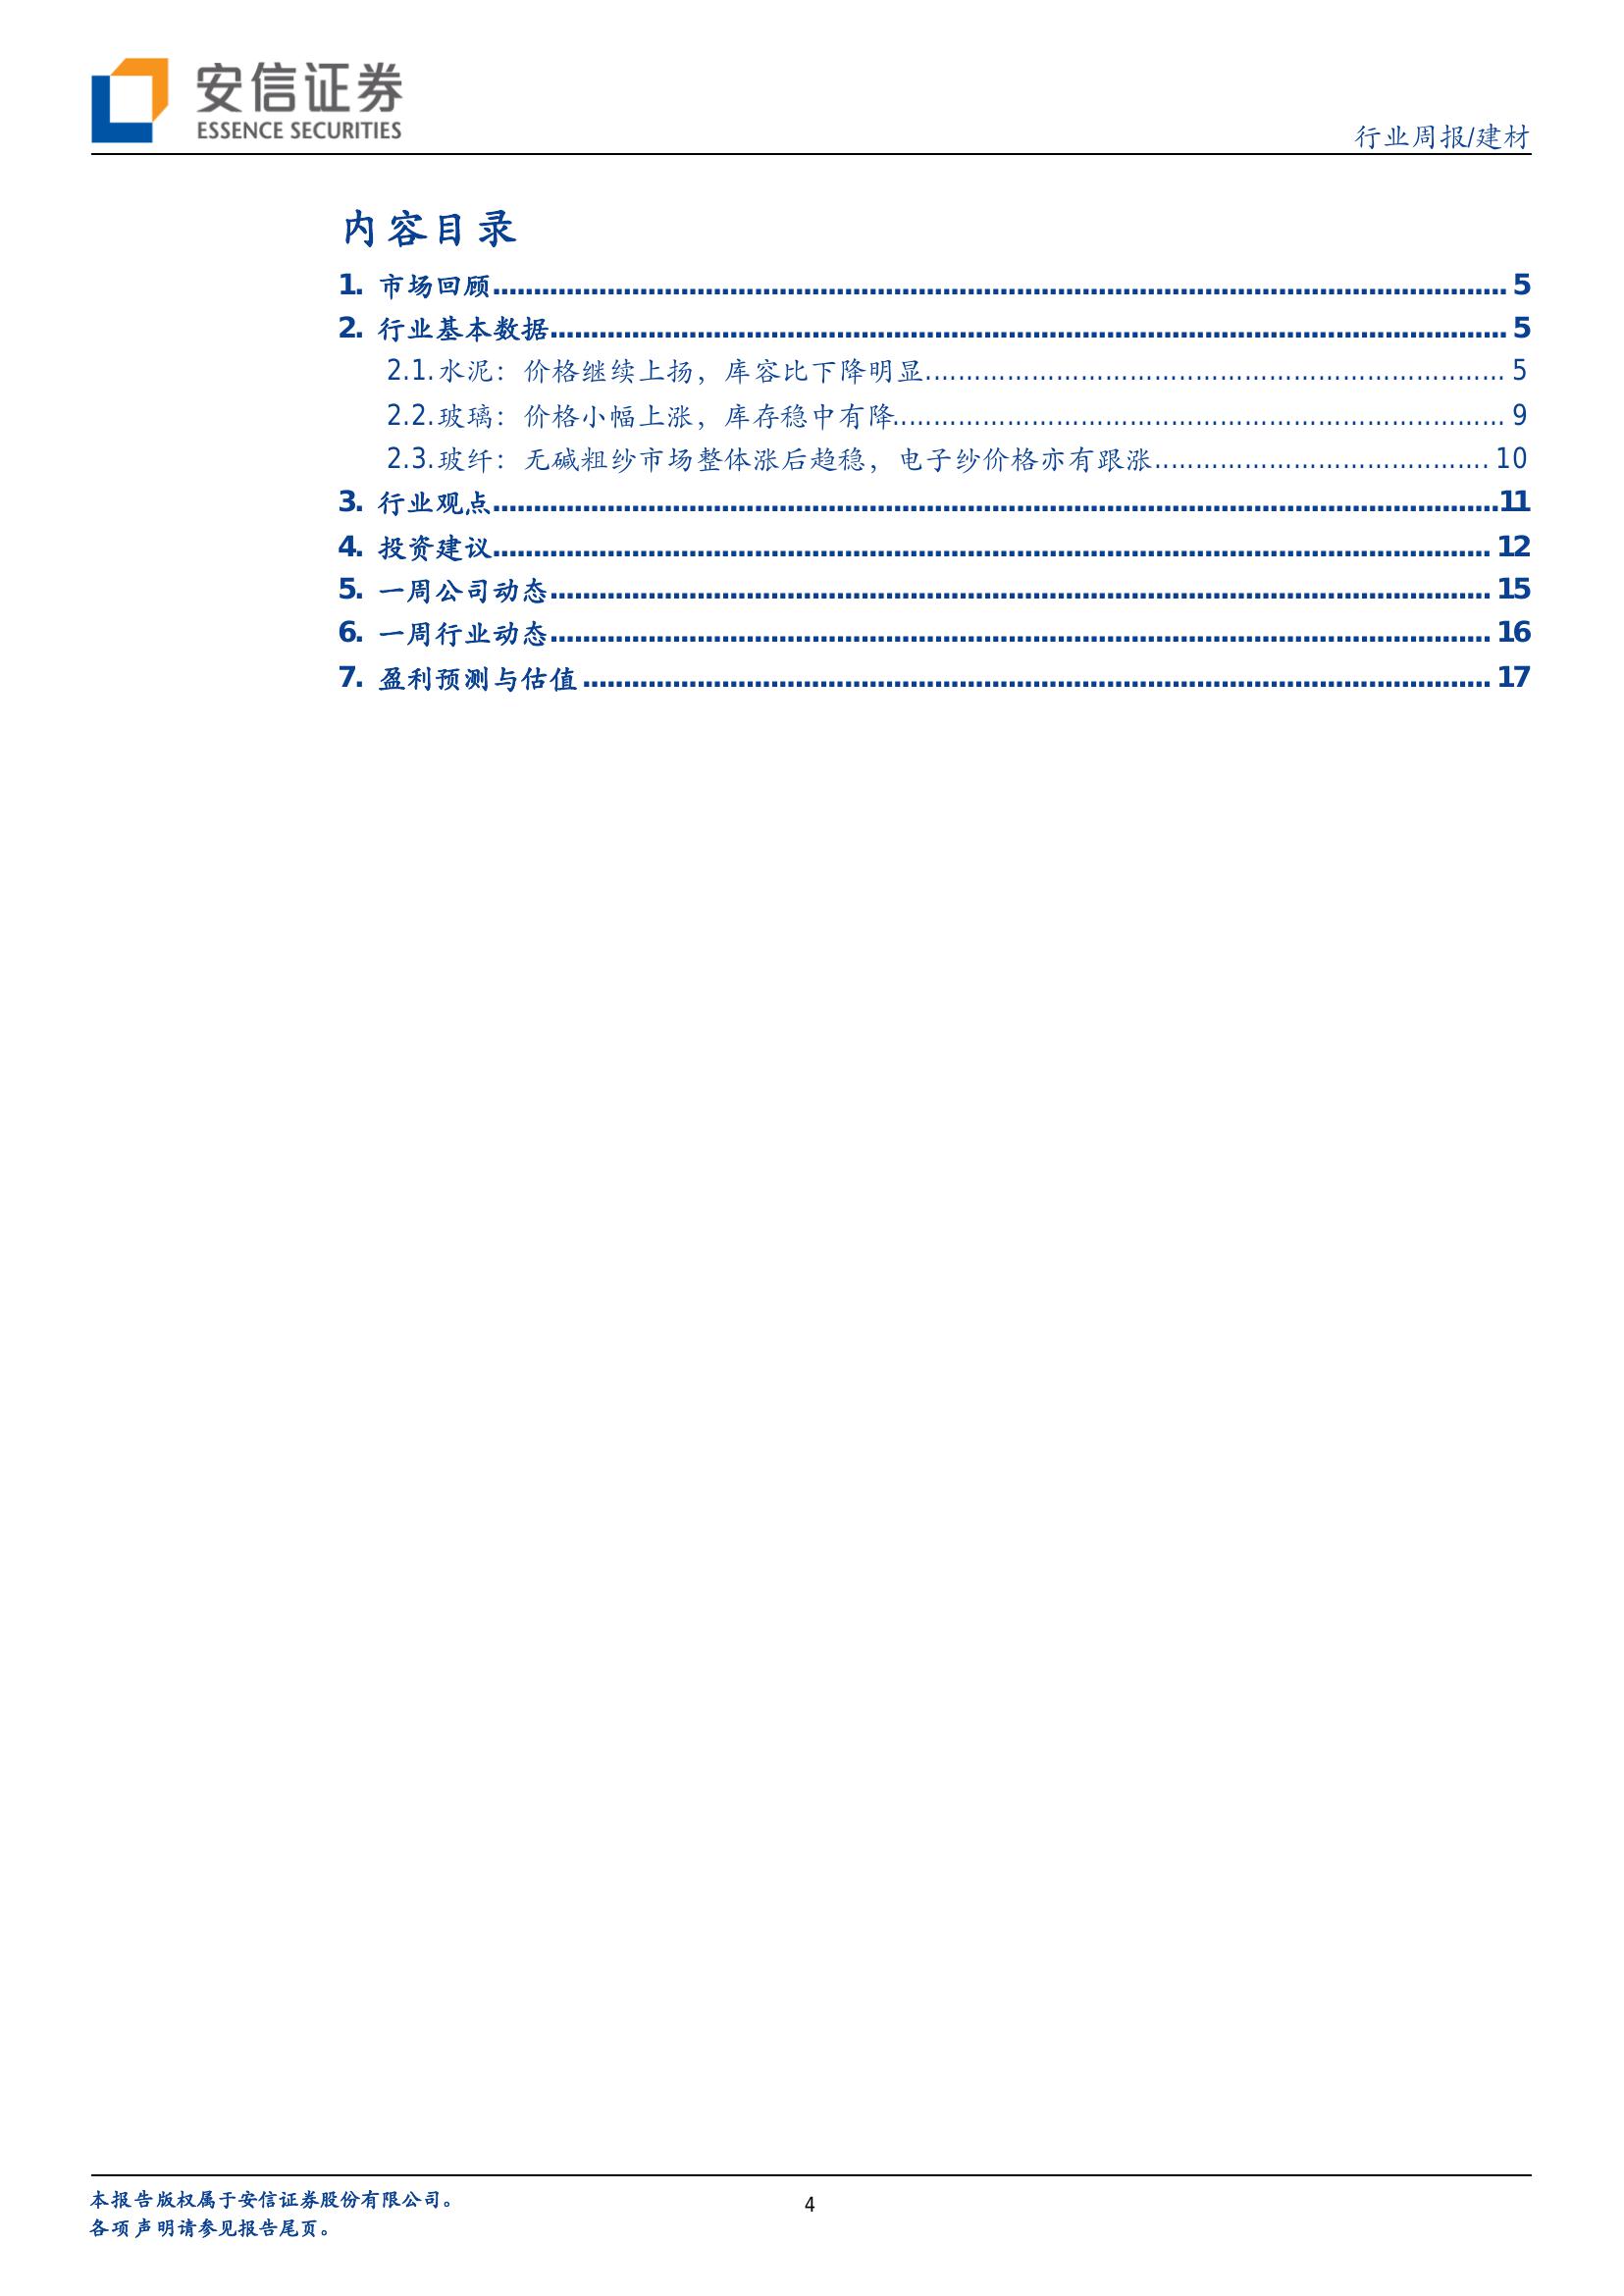 安信证券
ESSENCE SECURITIES
行业周报/建材
内容目录
1. 市场回顾 5
2. 行业基本数据 5
2.1. 水泥：价格继续上扬，库容比下降明显 5
2.2. 玻璃：价格小幅上涨，库存稳中有降 9
2.3. 玻纤：无碱粗纱市场整体涨后趋稳，电子纱价格亦有跟涨 10
3. 行业观点 11
4. 投资建议 12
5. 一周公司动态 15
6. 一周行业动态 16
7. 盈利预测与估值 17
本报告版权属于安信证券股份有限公司。
各项声明请参见报告尾页。
4